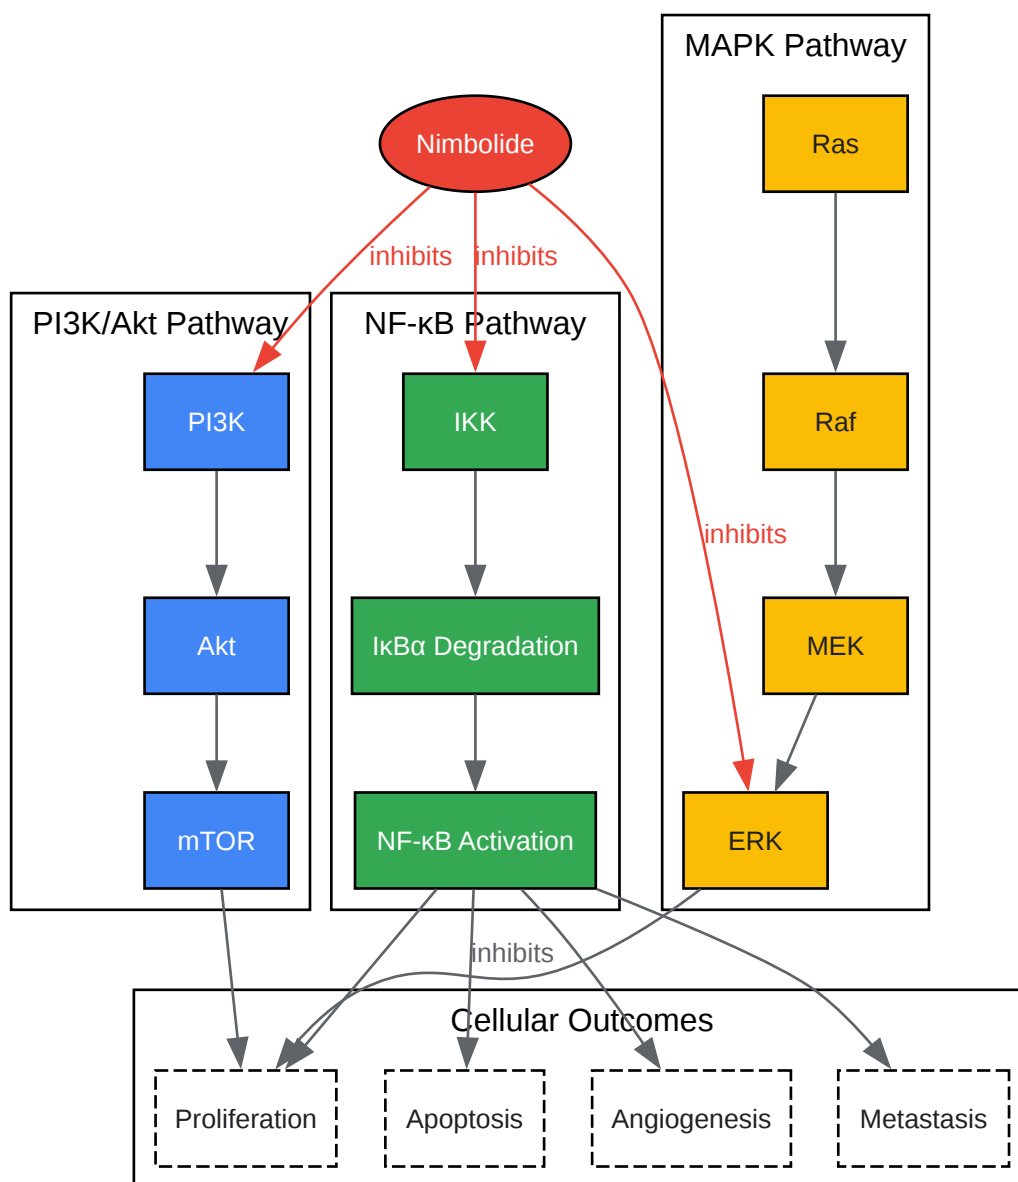 MAPK Pathway
Nimbolide
Ras
inhibits
inhibits
PI3K/Akt Pathway
NF-κB Pathway
PI3K
IKK
Raf
inhibits
Akt
IκBα Degradation
MEK
mTOR
NF-κB Activation
ERK
inhibits
Cellular Outcomes
Proliferation
Apoptosis
Angiogenesis
Metastasis